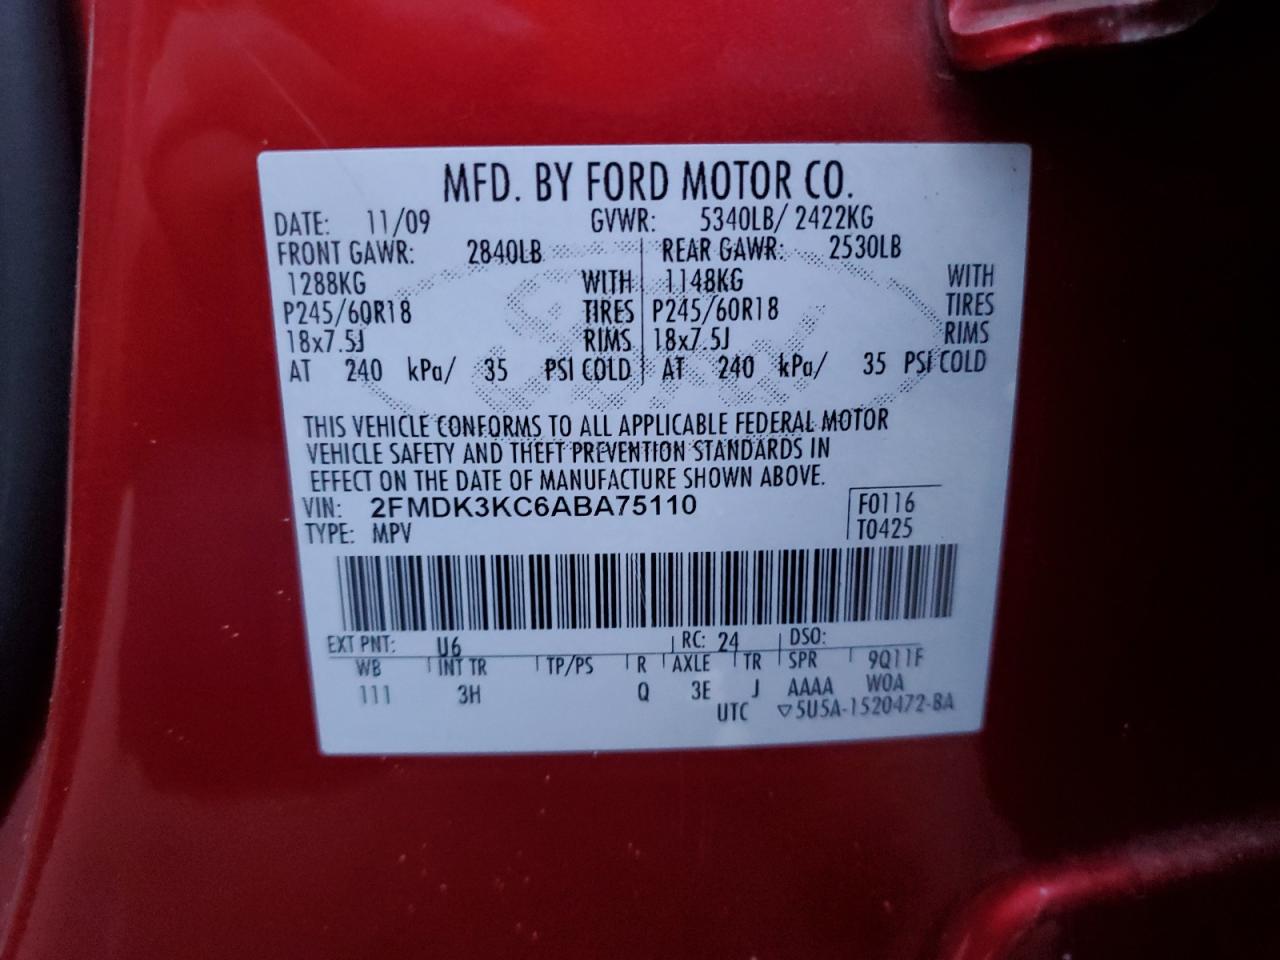 MFD. BY FORD MOTOR CO.
DATE: 11/09 GVWR: 5340LB/ 2422KG
FRONT GAWR: 2840LB REAR GAWR: 2530LB
1288KG WITH 1148KG WITH
P245/60R18 TIRES P245/60R18 TIRES
18x7.5J RIMS 18x7.5J RIMS
AT 240 kPa/ 35 PSI COLD AT 240 kPa/ 35 PSI COLD
THIS VEHICLE CONFORMS TO ALL APPLICABLE FEDERAL MOTOR
VEHICLE SAFETY AND THEFT PREVENTION STANDARDS IN
EFFECT ON THE DATE OF MANUFACTURE SHOWN ABOVE.
VIN: 2FMDK3KC6ABA75110 F0116
TYPE: MPV T0425
EXT PNT: U6 RC: 24 DSO:
WB INT TR TP/PS R AXLE TR SPR 9Q11F
111 3H Q 3E J AAAA WOA
UTC ▽5U5A-1520472-BA